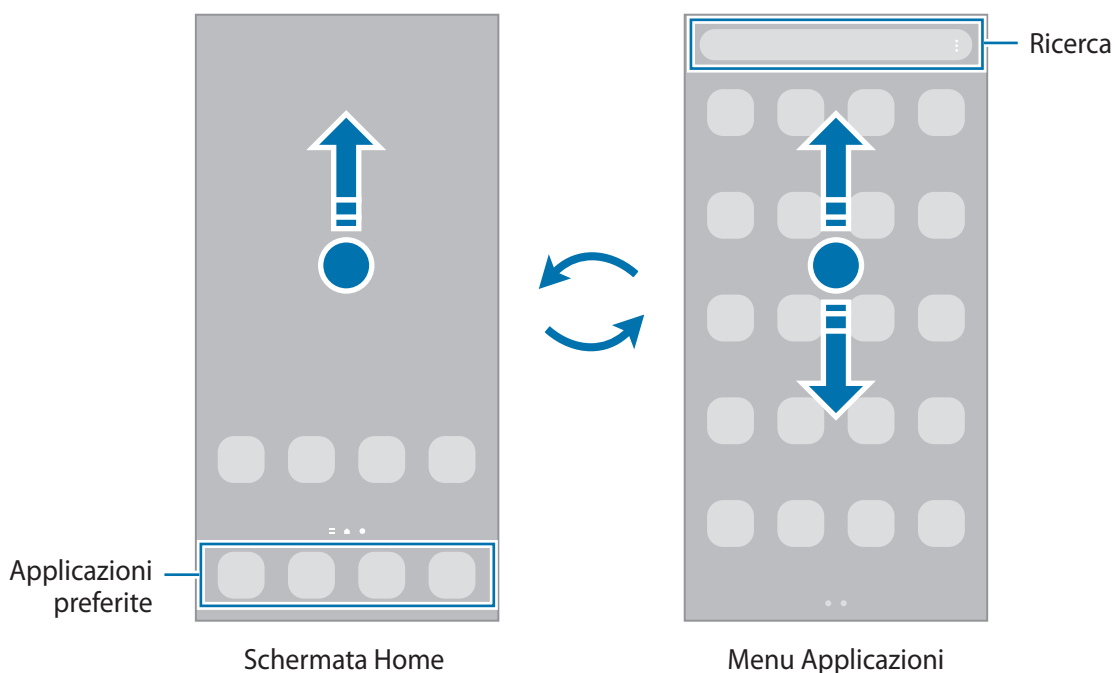 Ricerca
Applicazioni
preferite
Schermata Home
Menu Applicazioni